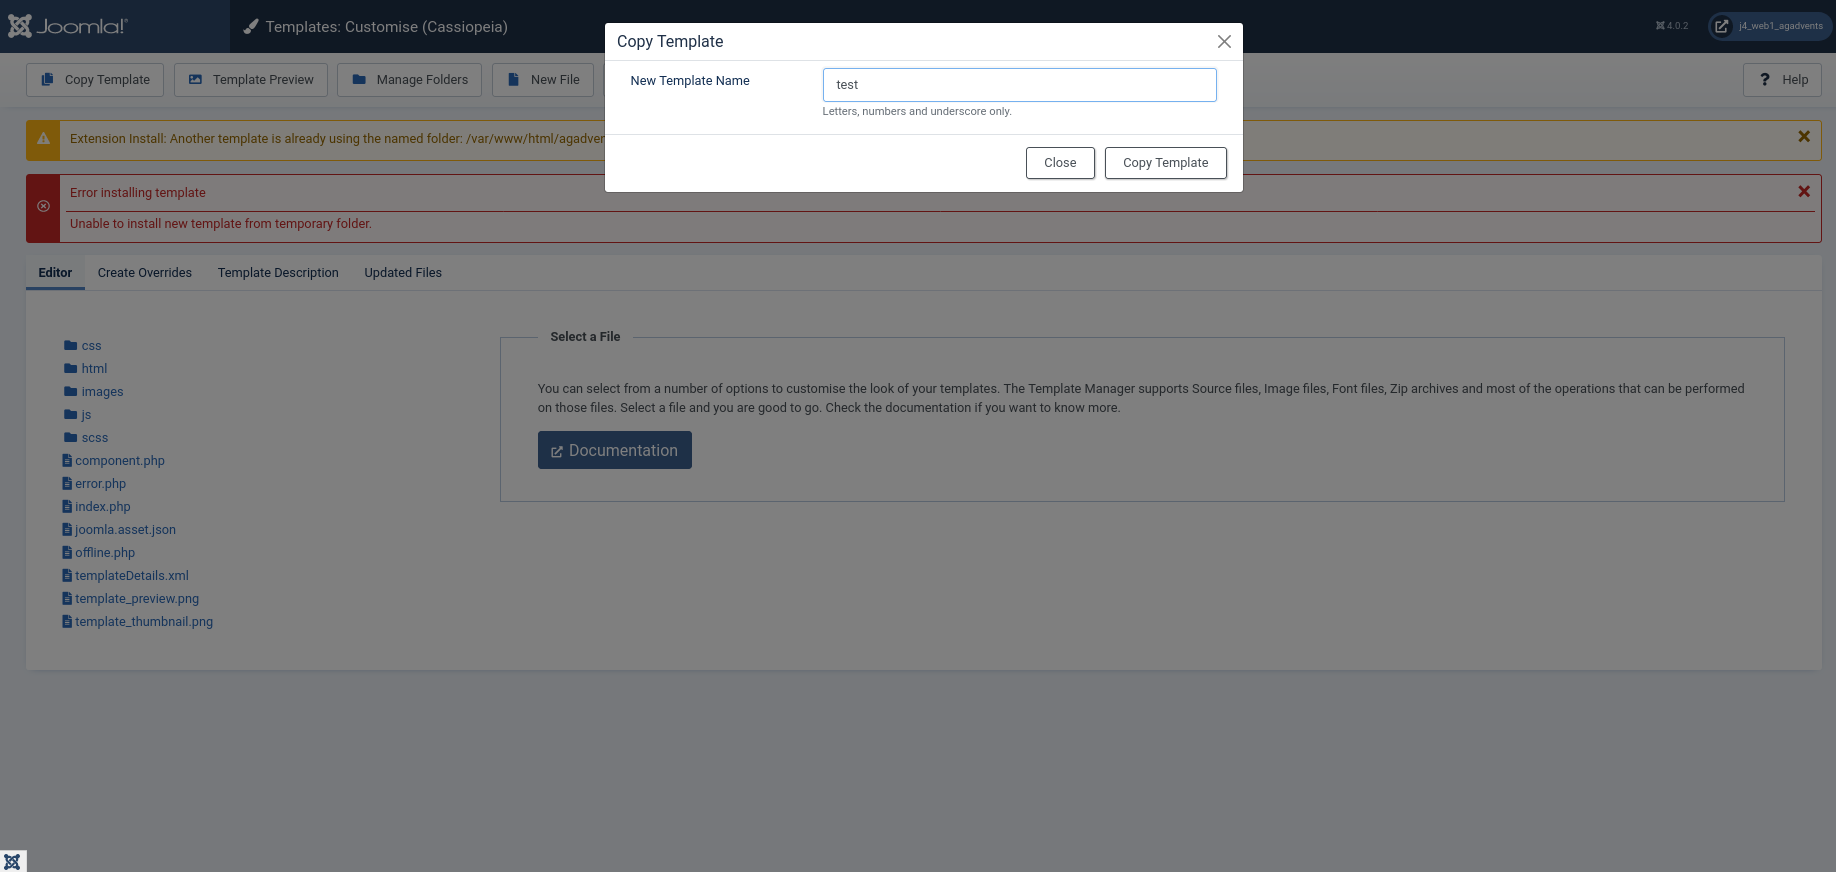 Joomla!®
Templates: Customise (Cassiopeia)
4.0.2
j4_web1_agadvents
Copy Template
New Template Name
test
Letters, numbers and underscore only.
Close
Copy Template
Copy Template
Template Preview
Manage Folders
New File
? Help
Extension Install: Another template is already using the named folder: /var/www/html/agadven
Error installing template
Unable to install new template from temporary folder.
Editor
Create Overrides
Template Description
Updated Files
css
html
images
js
scss
component.php
error.php
index.php
joomla.asset.json
offline.php
templateDetails.xml
template_preview.png
template_thumbnail.png
Select a File
You can select from a number of options to customise the look of your templates. The Template Manager supports Source files, Image files, Font files, Zip archives and most of the operations that can be performed
on those files. Select a file and you are good to go. Check the documentation if you want to know more.
Documentation